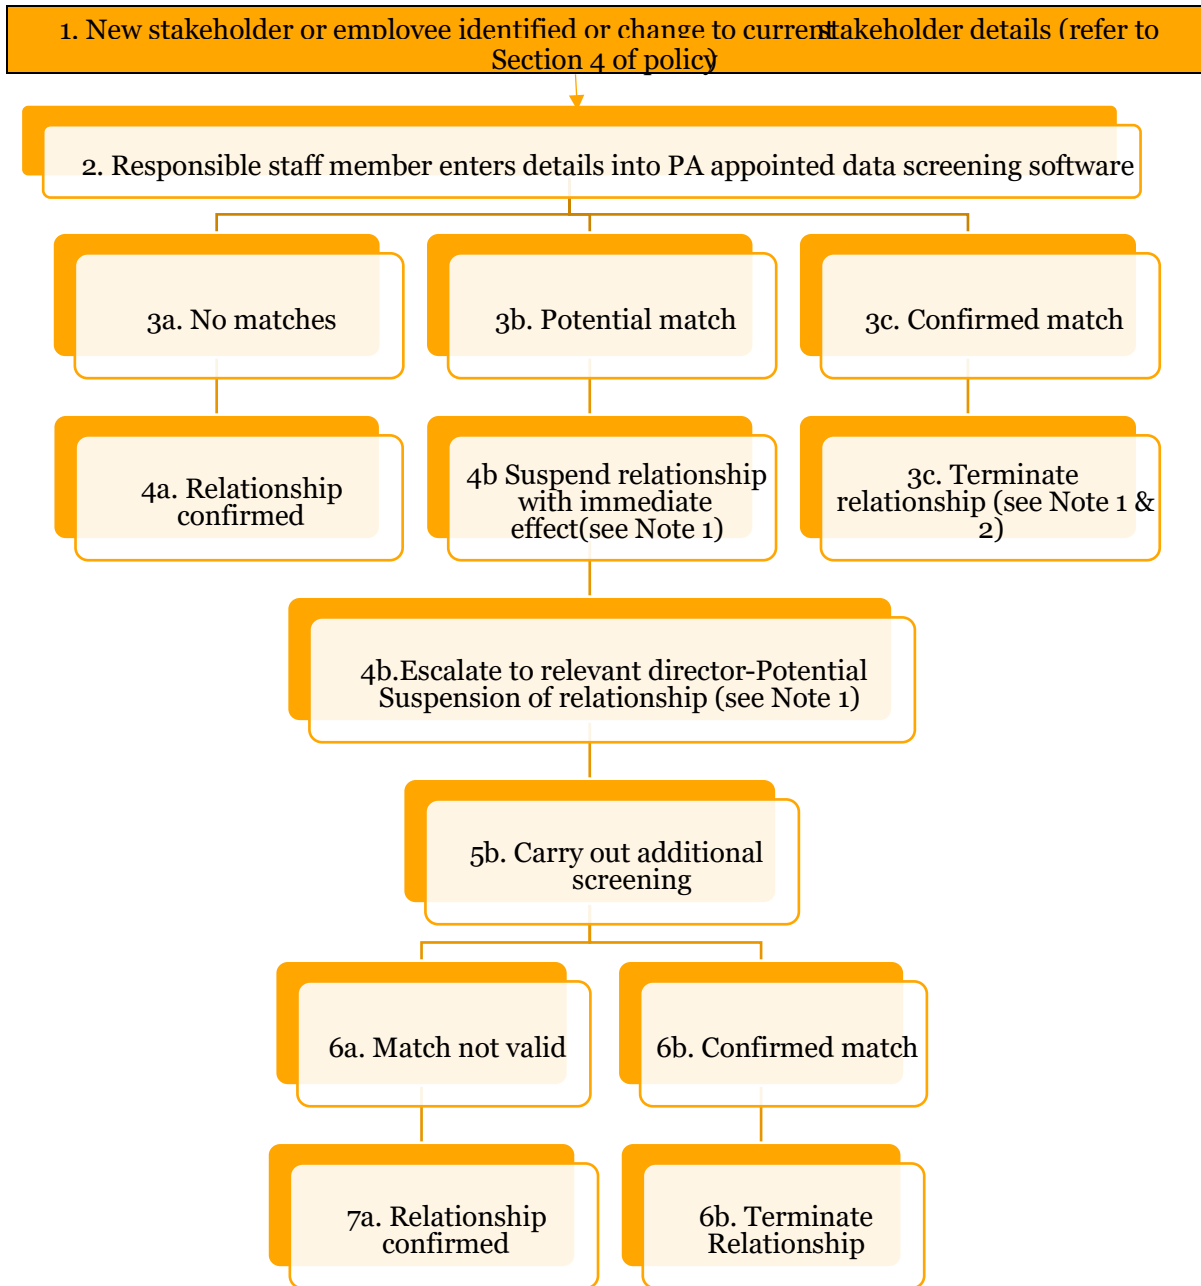 1. New stakeholder or employee identified or change to current stakeholder details (refer to
Section 4 of policy)
2. Responsible staff member enters details into PA appointed data screening software
3a. No matches
3b. Potential match
3c. Confirmed match
4a. Relationship
confirmed
4b Suspend relationship
with immediate
effect(see Note 1)
3c. Terminate
relationship (see Note 1 &
2)
4b.Escalate to relevant director-Potential
Suspension of relationship (see Note 1)
5b. Carry out additional
screening
6a. Match not valid
6b. Confirmed match
7a. Relationship
confirmed
6b. Terminate
Relationship